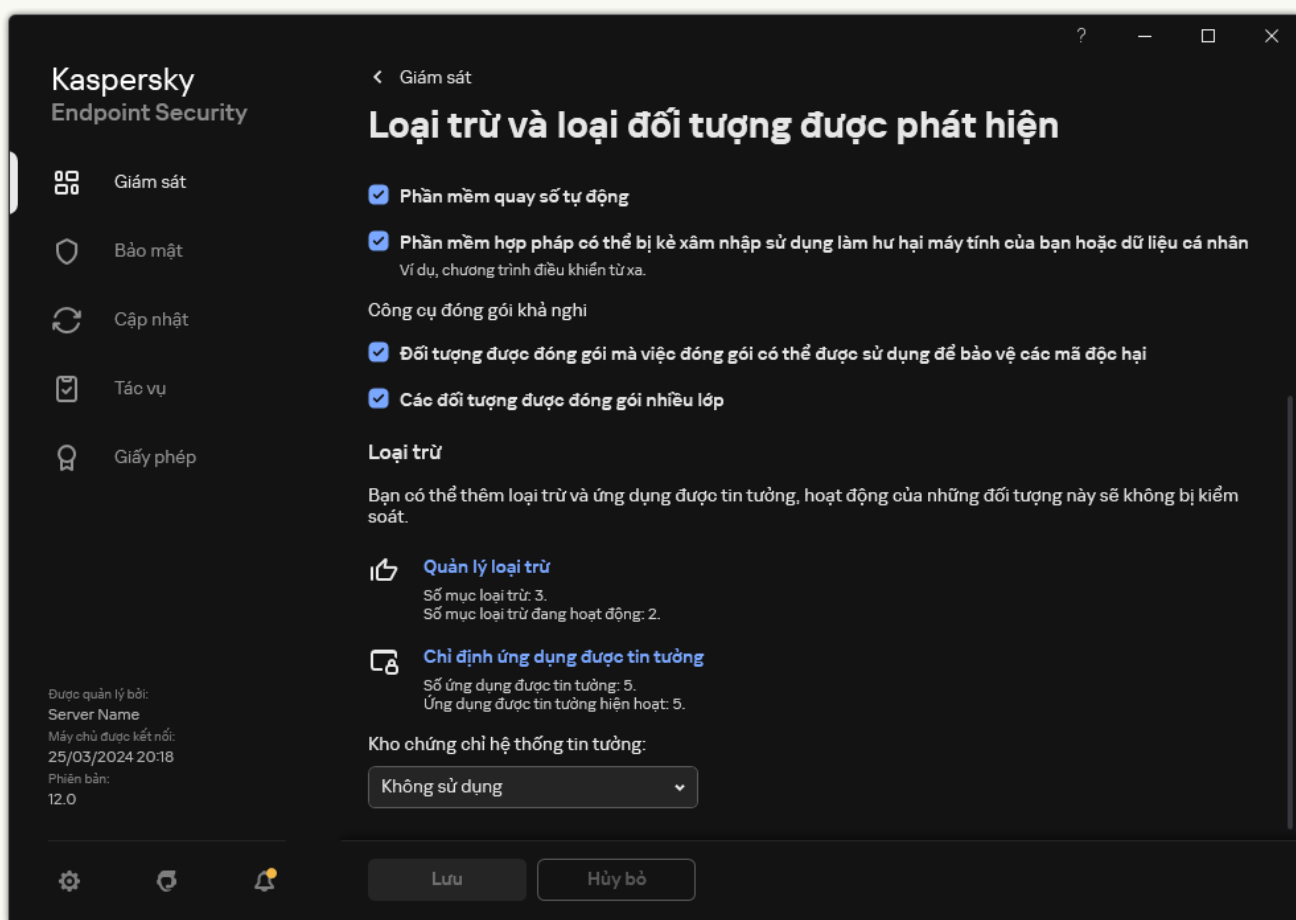 ?
Kaspersky
Endpoint Security
Giám sát
Bảo mật
Cập nhật
Tác vụ
Giấy phép
Được quản lý bởi:
Server Name
Máy chủ được kết nối:
25/03/2024 20:18
Phiên bản:
12.0
Giám sát
Loại trừ và loại đối tượng được phát hiện
Phần mềm quay số tự động
Phần mềm hợp pháp có thể bị kẻ xâm nhập sử dụng làm hư hại máy tính của bạn hoặc dữ liệu cá nhân
Ví dụ, chương trình điều khiển từ xa.
Công cụ đóng gói khả nghi
Đối tượng được đóng gói mà việc đóng gói có thể được sử dụng để bảo vệ các mã độc hại
Các đối tượng được đóng gói nhiều lớp
Loại trừ
Bạn có thể thêm loại trừ và ứng dụng được tin tưởng, hoạt động của những đối tượng này sẽ không bị kiểm
soát.
Quản lý loại trừ
Số mục loại trừ: 3.
Số mục loại trừ đang hoạt động: 2.
Chỉ định ứng dụng được tin tưởng
Số ứng dụng được tin tưởng: 5.
Ứng dụng được tin tưởng hiện hoạt: 5.
Kho chứng chỉ hệ thống tin tưởng:
Không sử dụng
Lưu
Hủy bỏ